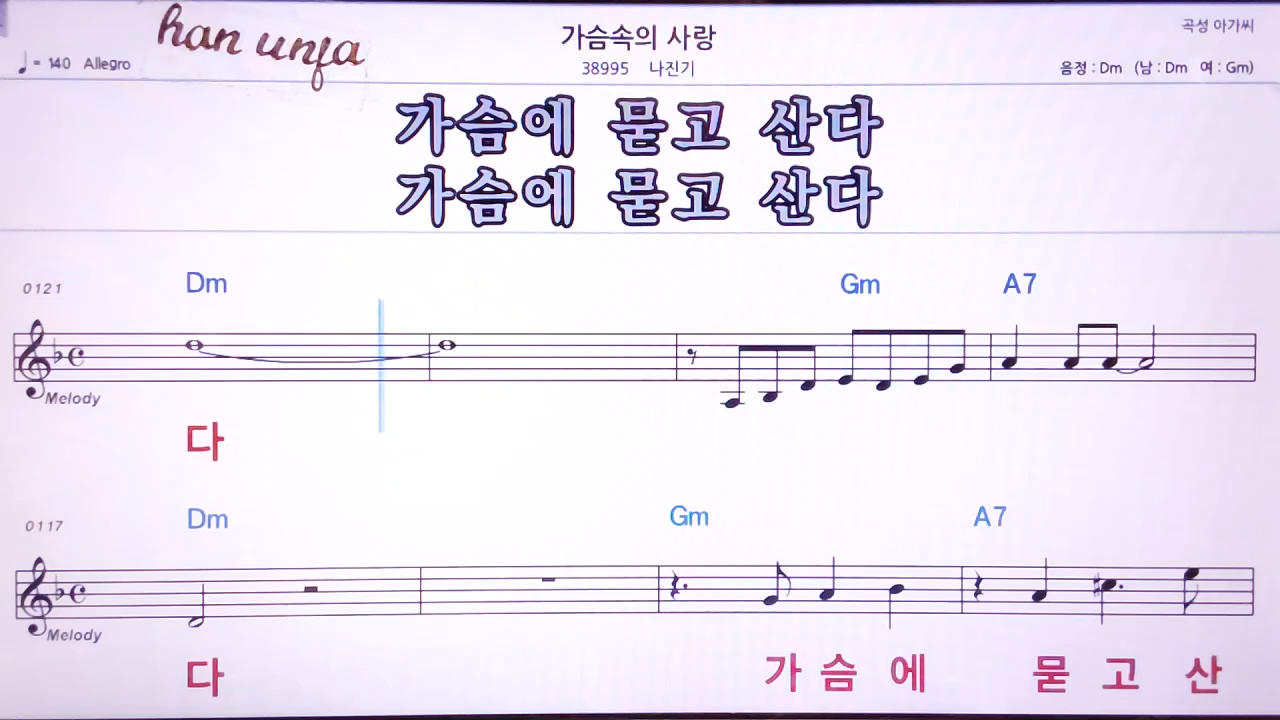 han unja
가슴속의 사랑
곡성 아가씨
♩= 140 Allegro
38995 나진기
음정 : Dm (남 : Dm 여 : Gm)
가슴에 묻고 산다
가슴에 묻고 산다
0121 Dm Gm A7
Melody
다
0117 Dm Gm A7
Melody
다 가 슴 에 묻 고 산